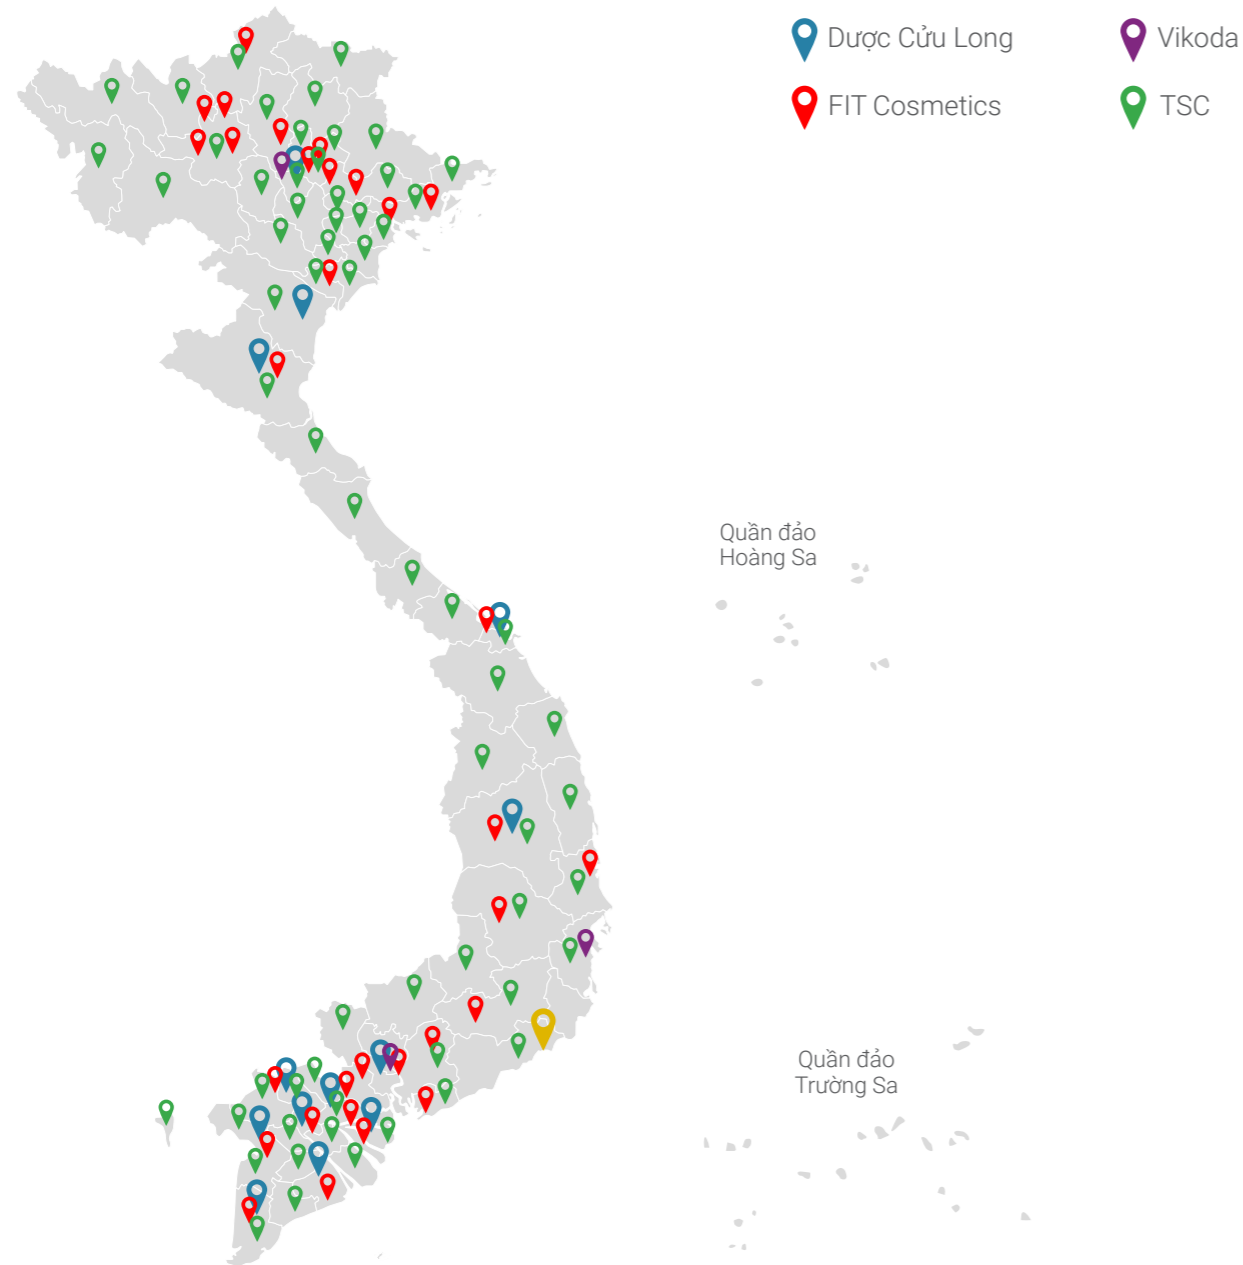 Dược Cửu Long
Vikoda
FIT Cosmetics
TSC
Quần đảo
Hoàng Sa
Quần đảo
Trường Sa